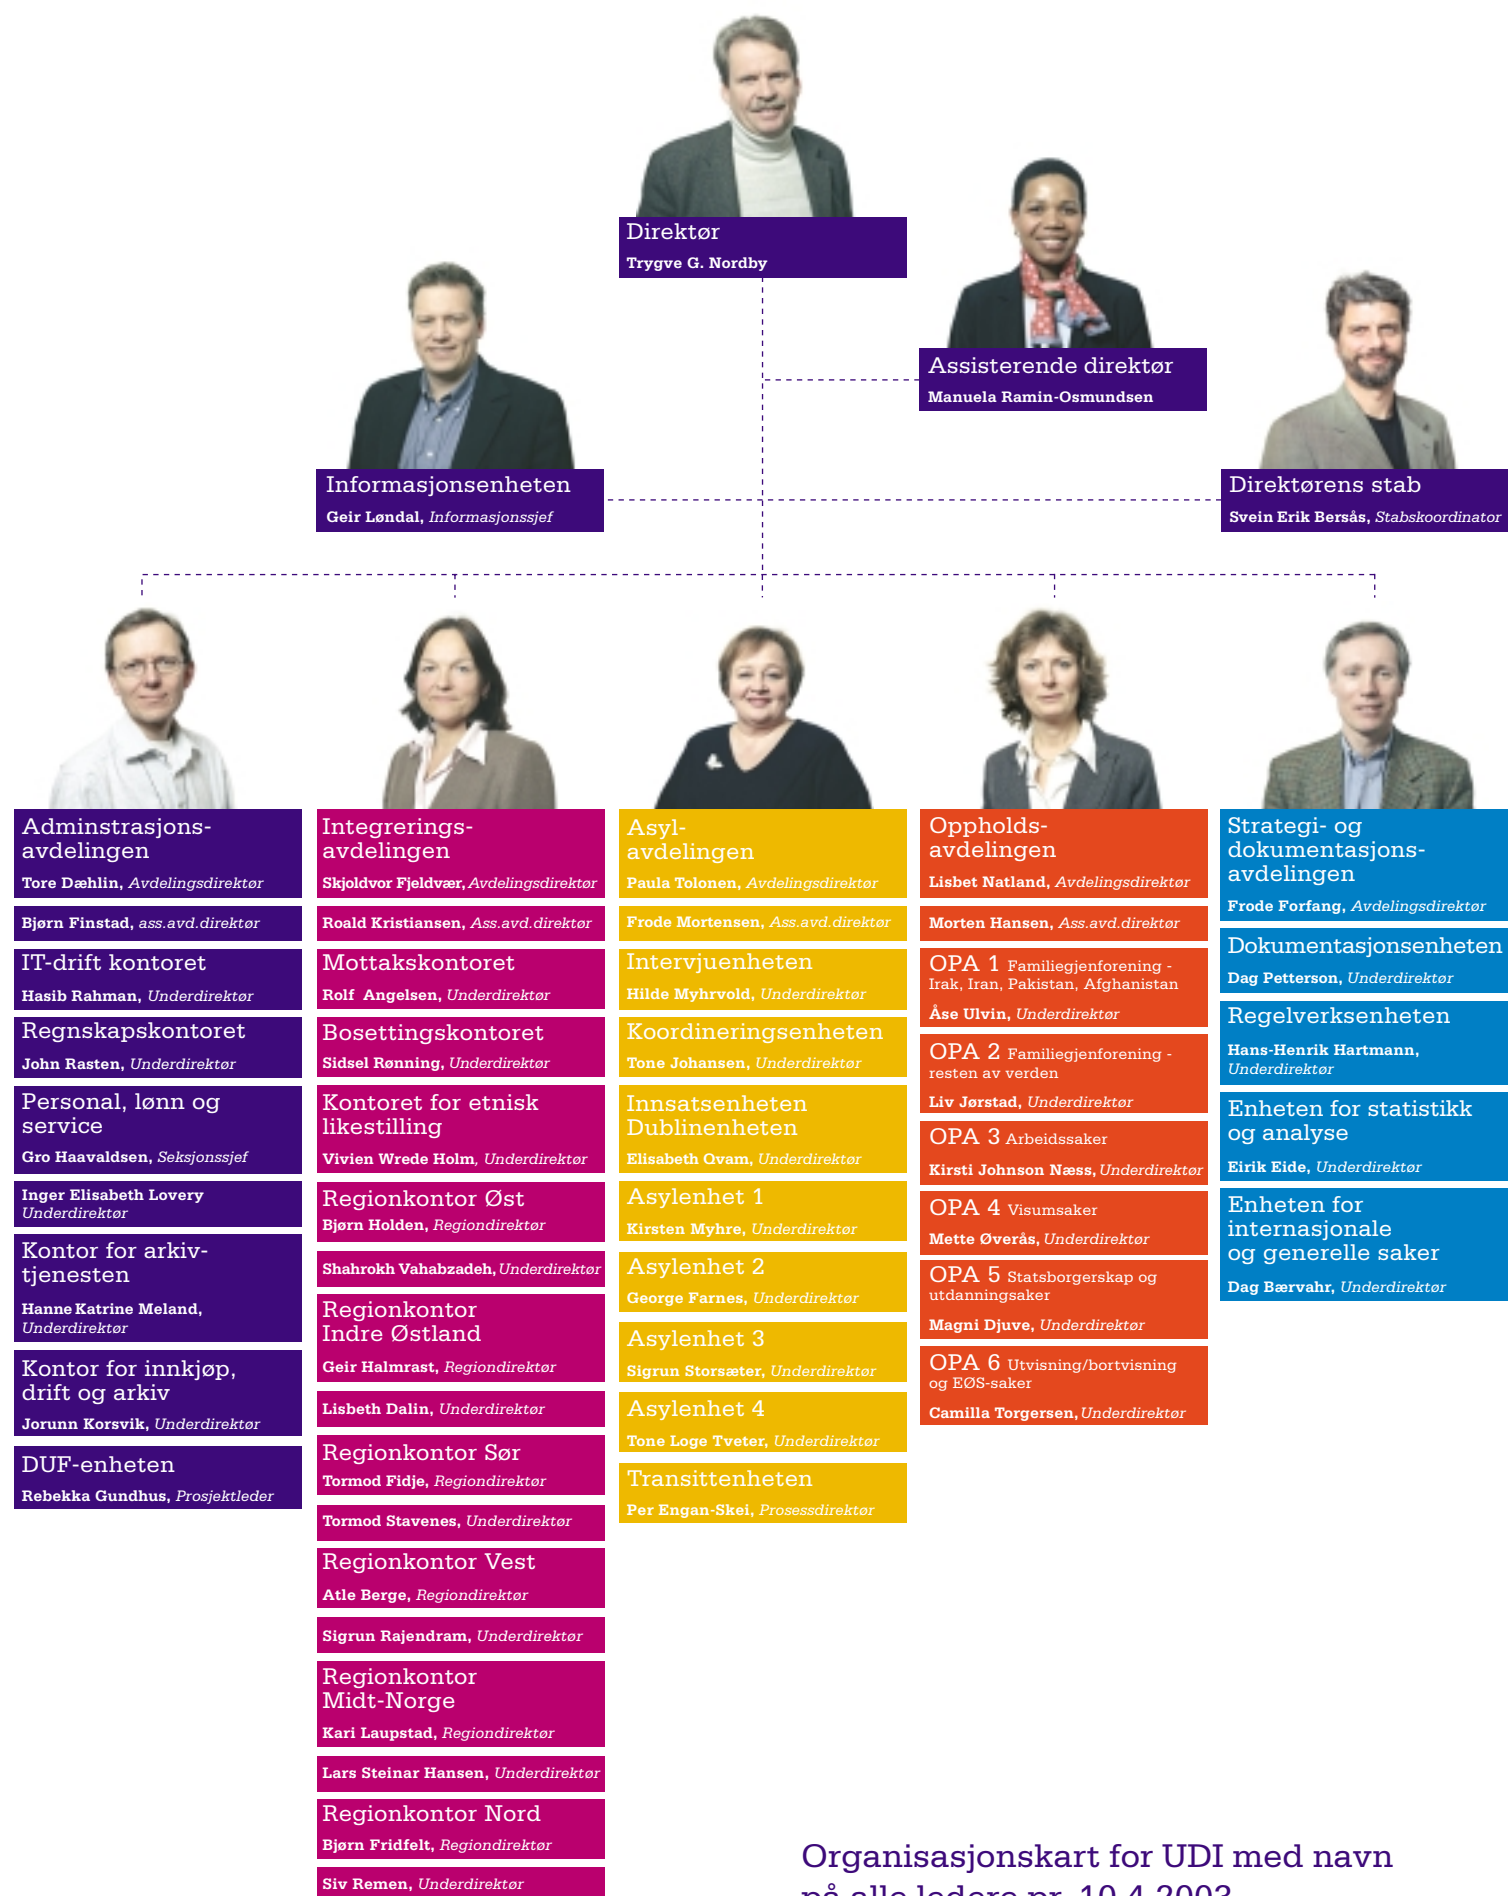 Direktør
Trygve G. Nordby
Assisterende direktør
Manuela Ramin-Osmundsen
Informasjonsenheten
Geir Løndal, Informasjonssjef
Direktørens stab
Svein Erik Bersås, Stabskoordinator
Adminstrasjons-
avdelingen
Tore Dæhlin, Avdelingsdirektør
Bjørn Finstad, ass.avd.direktør
IT-drift kontoret
Hasib Rahman, Underdirektør
Regnskapskontoret
John Rasten, Underdirektør
Personal, lønn og
service
Gro Haavaldsen, Seksjonssjef
Inger Elisabeth Lovery
Underdirektør
Kontor for arkiv-
tjenesten
Hanne Katrine Meland,
Underdirektør
Kontor for innkjøp,
drift og arkiv
Jorunn Korsvik, Underdirektør
DUF-enheten
Rebekka Gundhus, Prosjektleder
Integrerings-
avdelingen
Skjoldvor Fjeldvær, Avdelingsdirektør
Roald Kristiansen, Ass.avd.direktør
Mottakskontoret
Rolf Angelsen, Underdirektør
Bosettingskontoret
Sidsel Rønning, Underdirektør
Kontoret for etnisk
likestilling
Vivien Wrede Holm, Underdirektør
Regionkontor Øst
Bjørn Holden, Regiondirektør
Shahrokh Vahabzadeh, Underdirektør
Regionkontor
Indre Østland
Geir Halmrast, Regiondirektør
Lisbeth Dalin, Underdirektør
Regionkontor Sør
Tormod Fidje, Regiondirektør
Tormod Stavenes, Underdirektør
Regionkontor Vest
Atle Berge, Regiondirektør
Sigrun Rajendram, Underdirektør
Regionkontor
Midt-Norge
Kari Laupstad, Regiondirektør
Lars Steinar Hansen, Underdirektør
Regionkontor Nord
Bjørn Fridfelt, Regiondirektør
Siv Remen, Underdirektør
Asyl-
avdelingen
Paula Tolonen, Avdelingsdirektør
Frode Mortensen, Ass.avd.direktør
Intervjuenheten
Hilde Myhrvold, Underdirektør
Koordineringsenheten
Tone Johansen, Underdirektør
Innsatsenheten
Dublinenheten
Elisabeth Qvam, Underdirektør
Asylenhet 1
Kirsten Myhre, Underdirektør
Asylenhet 2
George Farnes, Underdirektør
Asylenhet 3
Sigrun Storsæter, Underdirektør
Asylenhet 4
Tone Loge Tveter, Underdirektør
Transittenheten
Per Engan-Skei, Prosessdirektør
Oppholds-
avdelingen
Lisbet Natland, Avdelingsdirektør
Morten Hansen, Ass.avd.direktør
OPA 1 Familiegjenforening -
Irak, Iran, Pakistan, Afghanistan
Åse Ulvin, Underdirektør
OPA 2 Familiegjenforening -
resten av verden
Liv Jørstad, Underdirektør
OPA 3 Arbeidssaker
Kirsti Johnson Næss, Underdirektør
OPA 4 Visumsaker
Mette Øverås, Underdirektør
OPA 5 Statsborgerskap og
utdanningsaker
Magni Djuve, Underdirektør
OPA 6 Utvisning/bortvisning
og EØS-saker
Camilla Torgersen, Underdirektør
Strategi- og
dokumentasjons-
avdelingen
Frode Forfang, Avdelingsdirektør
Dokumentasjonsenheten
Dag Petterson, Underdirektør
Regelverksenheten
Hans-Henrik Hartmann,
Underdirektør
Enheten for statistikk
og analyse
Eirik Eide, Underdirektør
Enheten for
internasjonale
og generelle saker
Dag Bærvahr, Underdirektør
Organisasjonskart for UDI med navn
på alle ledere pr. 10.4.2003